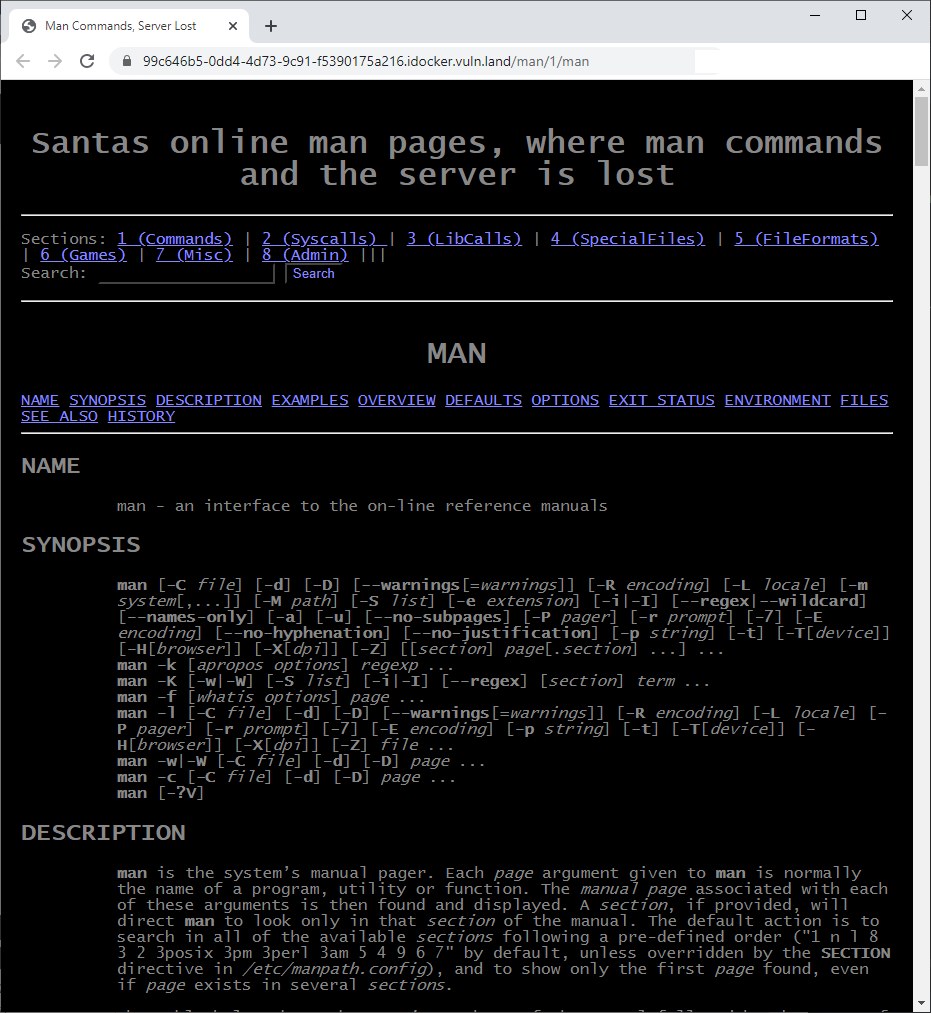 Man Commands, Server Lost
99c646b5-0dd4-4d73-9c91-f5390175a216.idocker.vuln.land/man/1/man
Santas online man pages, where man commands
and the server is lost
Sections: 1 (Commands) | 2 (Syscalls) | 3 (LibCalls) | 4 (SpecialFiles) | 5 (FileFormats)
| 6 (Games) | 7 (Misc) | 8 (Admin) |||
Search: Search
MAN
NAME SYNOPSIS DESCRIPTION EXAMPLES OVERVIEW DEFAULTS OPTIONS EXIT STATUS ENVIRONMENT FILES
SEE ALSO HISTORY
NAME
man - an interface to the on-line reference manuals
SYNOPSIS
man [-C file] [-d] [-D] [--warnings[=warnings]] [-R encoding] [-L locale] [-m
system[,...]] [-M path] [-S list] [-e extension] [-i|-I] [--regex|--wildcard]
[--names-only] [-a] [-u] [--no-subpages] [-P pager] [-r prompt] [-7] [-E
encoding] [--no-hyphenation] [--no-justification] [-p string] [-t] [-T[device]]
[-H[browser]] [-X[dpi]] [-Z] [[section] page[.section] ...] ...
man -k [apropos options] regexp ...
man -K [-w|-W] [-S list] [-i|-I] [--regex] [section] term ...
man -f [whatis options] page ...
man -l [-C file] [-d] [-D] [--warnings[=warnings]] [-R encoding] [-L locale] [-
P pager] [-r prompt] [-7] [-E encoding] [-p string] [-t] [-T[device]] [-
H[browser]] [-X[dpi]] [-Z] file ...
man -w|-W [-C file] [-d] [-D] page ...
man -c [-C file] [-d] [-D] page ...
man [-?V]
DESCRIPTION
man is the system's manual pager. Each page argument given to man is normally
the name of a program, utility or function. The manual page associated with each
of these arguments is then found and displayed. A section, if provided, will
direct man to look only in that section of the manual. The default action is to
search in all of the available sections following a pre-defined order ("1 n l 8
3 2 3posix 3pm 3perl 3am 5 4 9 6 7" by default, unless overridden by the SECTION
directive in /etc/manpath.config), and to show only the first page found, even
if page exists in several sections.